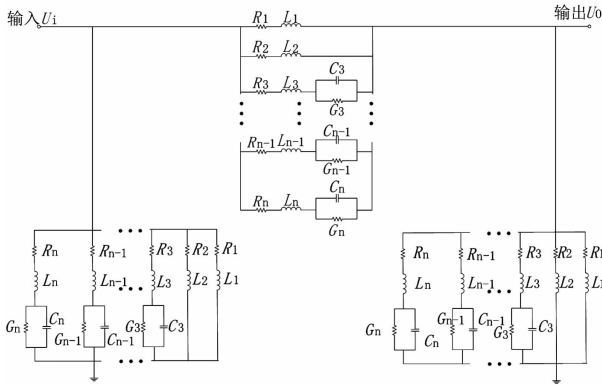 输入Ui
输出U0
R1 L1
R2 L2
R3 L3 C3
G3
Rn-1 Ln-1 Cn-1
Gn-1
Rn Ln Cn
Gn
Rn Rn-1 R3 R2 R1
Ln Ln-1 L3 L2 L1
Gn Cn Gn-1 Cn-1 G3 C3
Rn Rn-1 R3 R2 R1
Ln Ln-1 L3 L2
Gn Cn Gn-1 Cn-1 G3 C3